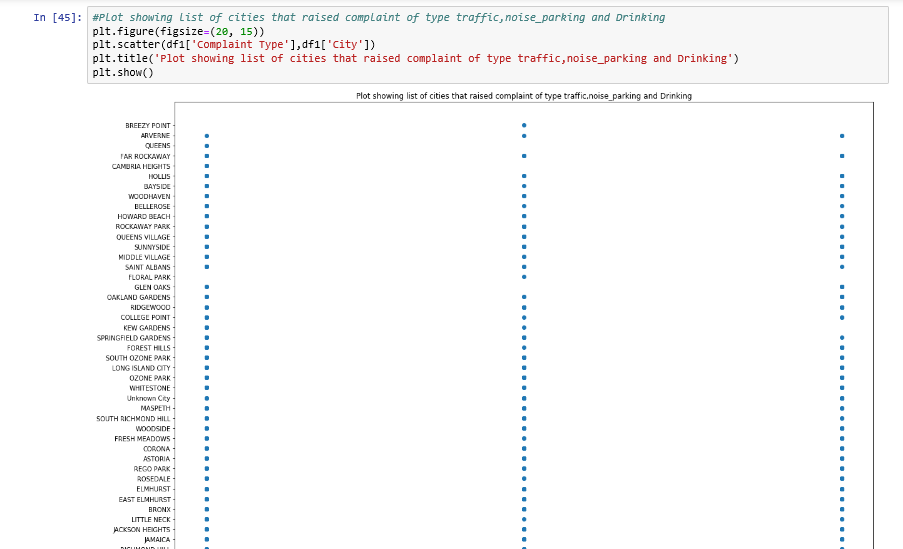 In [45]:
#Plot showing list of cities that raised complaint of type traffic,noise_parking and Drinking
plt.figure(figsize=(20, 15))
plt.scatter(df1['Complaint Type'],df1['City'])
plt.title('Plot showing list of cities that raised complaint of type traffic,noise_parking and Drinking')
plt.show()
Plot showing list of cities that raised complaint of type traffic,noise_parking and Drinking
BREEZY POINT
ARVERNE
QUEENS
FAR ROCKAWAY
CAMBRIA HEIGHTS
HOLLIS
BAYSIDE
WOODHAVEN
BELLEROSE
HOWARD BEACH
ROCKAWAY PARK
QUEENS VILLAGE
SUNNYSIDE
MIDDLE VILLAGE
SAINT ALBANS
FLORAL PARK
GLEN OAKS
OAKLAND GARDENS
RIDGEWOOD
COLLEGE POINT
KEW GARDENS
SPRINGFIELD GARDENS
FOREST HILLS
SOUTH OZONE PARK
LONG ISLAND CITY
OZONE PARK
WHITESTONE
Unknown City
MASPETH
SOUTH RICHMOND HILL
WOODSIDE
FRESH MEADOWS
CORONA
ASTORIA
REGO PARK
ROSEDALE
ELMHURST
EAST ELMHURST
BRONX
LITTLE NECK
JACKSON HEIGHTS
JAMAICA
RICHMOND HILL